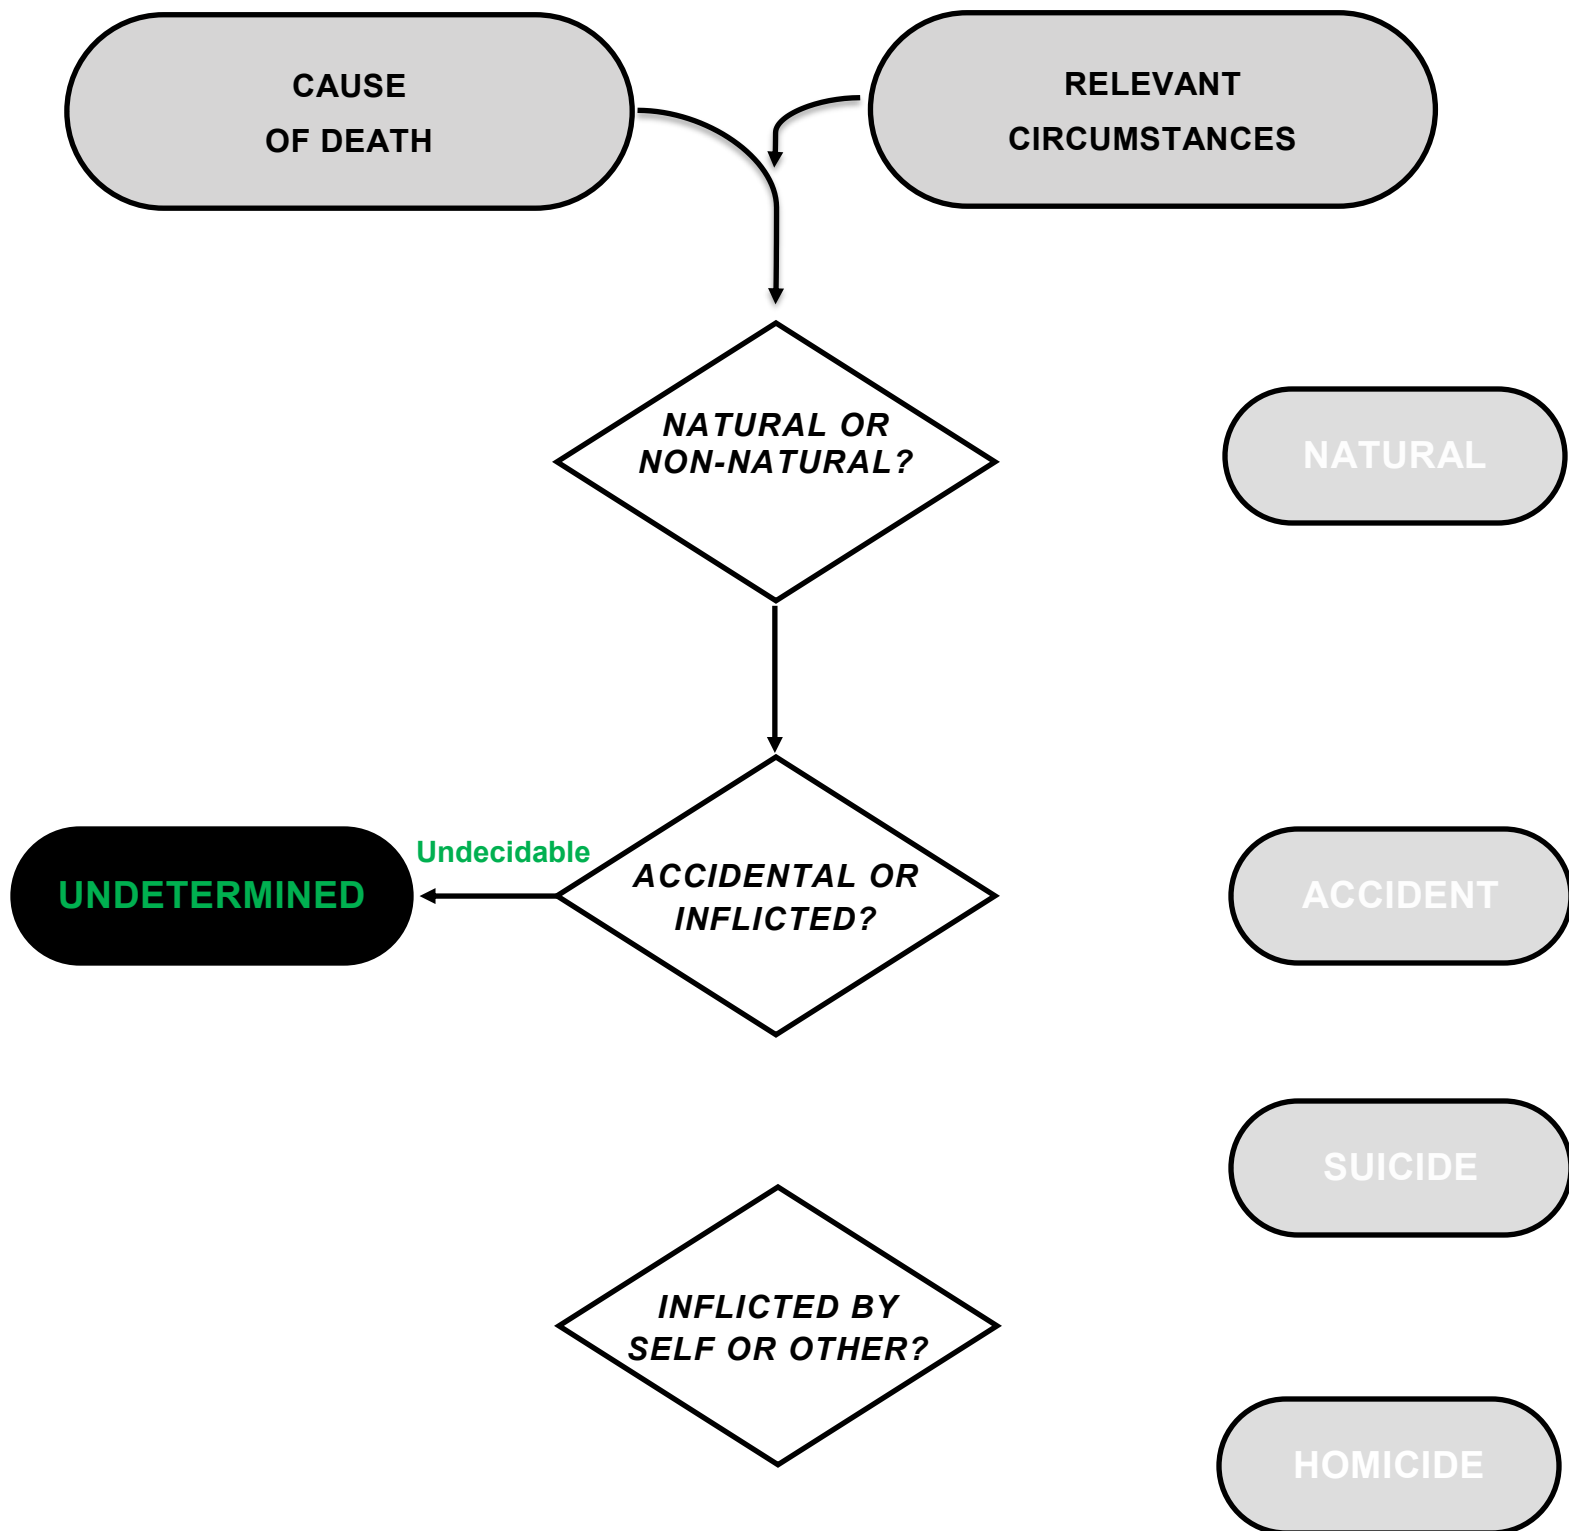 CAUSE
OF DEATH
RELEVANT
CIRCUMSTANCES
NATURAL OR
NON-NATURAL?
NATURAL
Undecidable
UNDETERMINED
ACCIDENTAL OR
INFLICTED?
ACCIDENT
SUICIDE
INFLICTED BY
SELF OR OTHER?
HOMICIDE